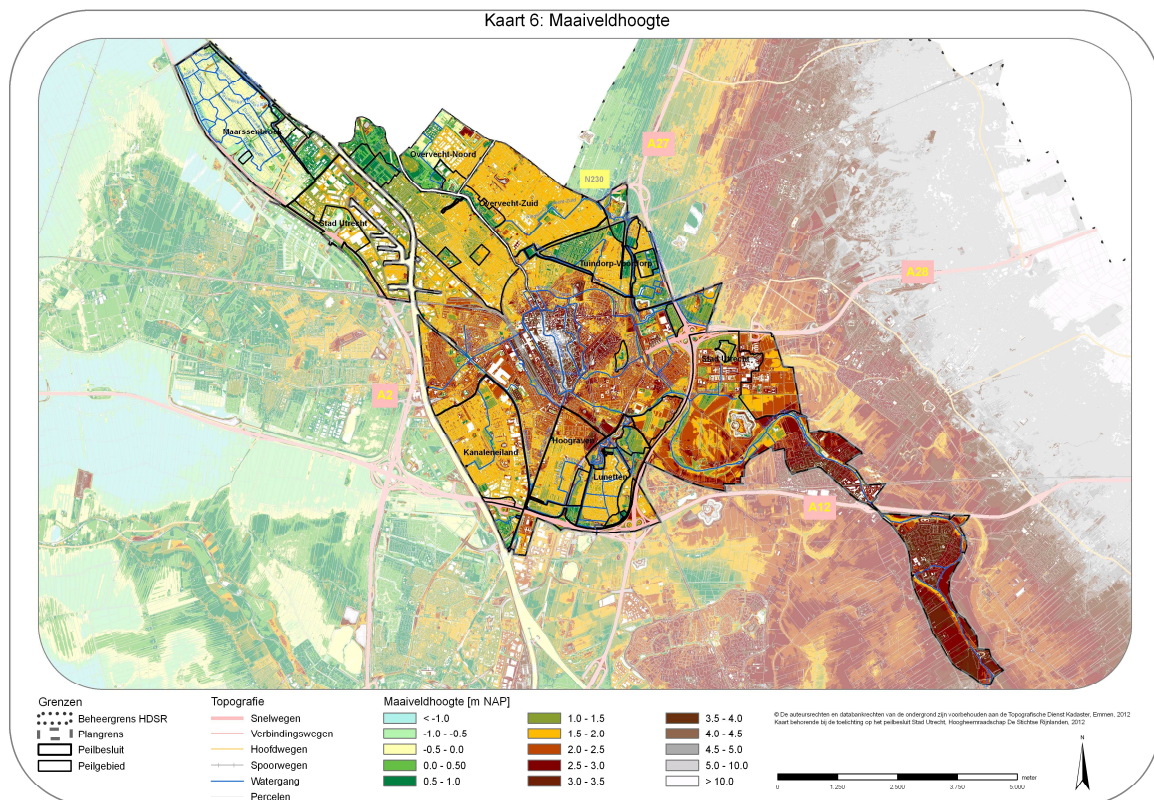 Kaart 6: Maaiveldhoogte
Maarssenbroek
Overvecht-Noord
A27
N230
Overvecht-Zuid
Stad Utrecht
Tuindorp-Voordorp
A28
Stad Utrecht
A2
Hoograven
Kanaleneiland
Lunetten
A12
Grenzen
Beheergrens HDSR
Plangrens
Peilbesluit
Peilgebied
Topografie
Snelwegen
Verbindingswegen
Hoofdwegen
Spoorwegen
Watergang
Percelen
Maaiveldhoogte [m NAP]
< -1.0
-1.0 - -0.5
-0.5 - 0.0
0.0 - 0.50
0.5 - 1.0
1.0 - 1.5
1.5 - 2.0
2.0 - 2.5
2.5 - 3.0
3.0 - 3.5
3.5 - 4.0
4.0 - 4.5
4.5 - 5.0
5.0 - 10.0
> 10.0
© De auteursrechten en databankrechten van de ondergrond zijn voorbehouden aan de Topografische Dienst Kadaster, Emmen, 2012
Kaart behorende bij de toelichting op het peilbesluit Stad Utrecht, Hoogheemraadschap De Stichtse Rijnlanden, 2012
N
0 1.250 2.500 3.750 5.000 meter